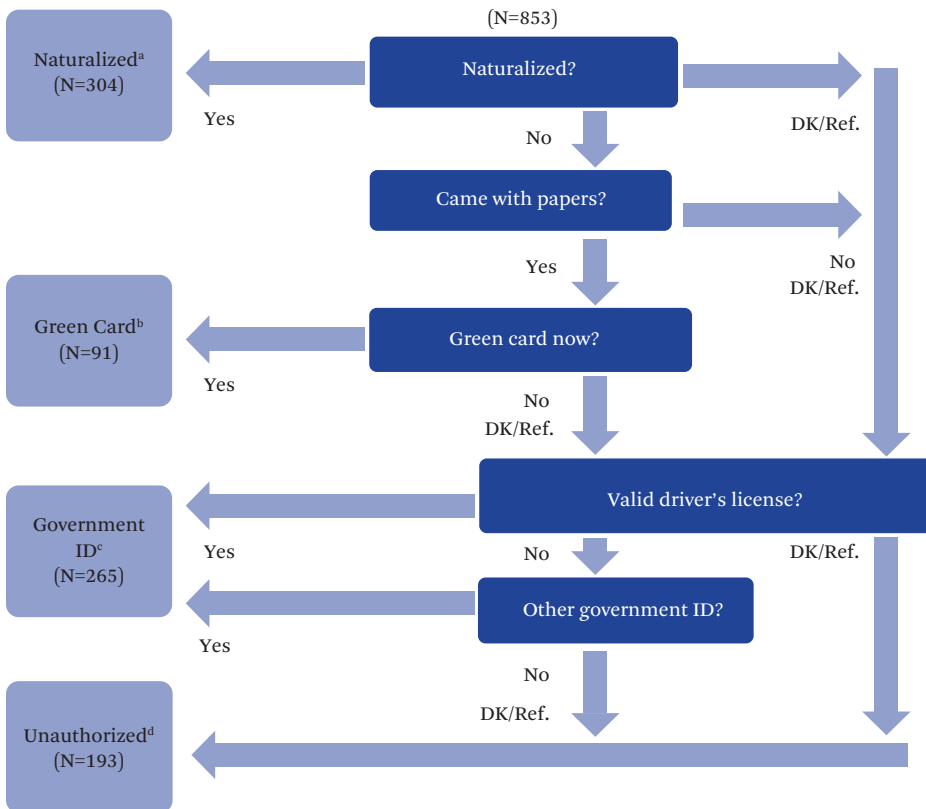 (N=853)
Naturalizedᵃ
(N=304)
Naturalized?
Yes
DK/Ref.
No
Came with papers?
Yes
No
DK/Ref.
Green Cardᵇ
(N=91)
Green card now?
Yes
No
DK/Ref.
Valid driver’s license?
Government
IDᶜ
(N=265)
Yes
No
DK/Ref.
Other government ID?
Yes
No
DK/Ref.
Unauthorizedᵈ
(N=193)